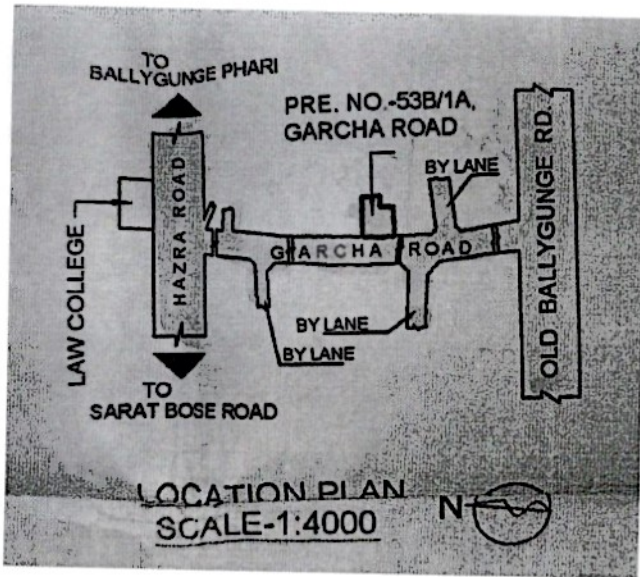 TO
BALLYGUNGE PHARI
PRE. NO.-53B/1A,
GARCHA ROAD
BY LANE
LAW COLLEGE
HAZRA ROAD
GARCHA ROAD
OLD BALLYGUNGE RD.
BY LANE
BY LANE
TO
SARAT BOSE ROAD
LOCATION PLAN
SCALE-1:4000
N